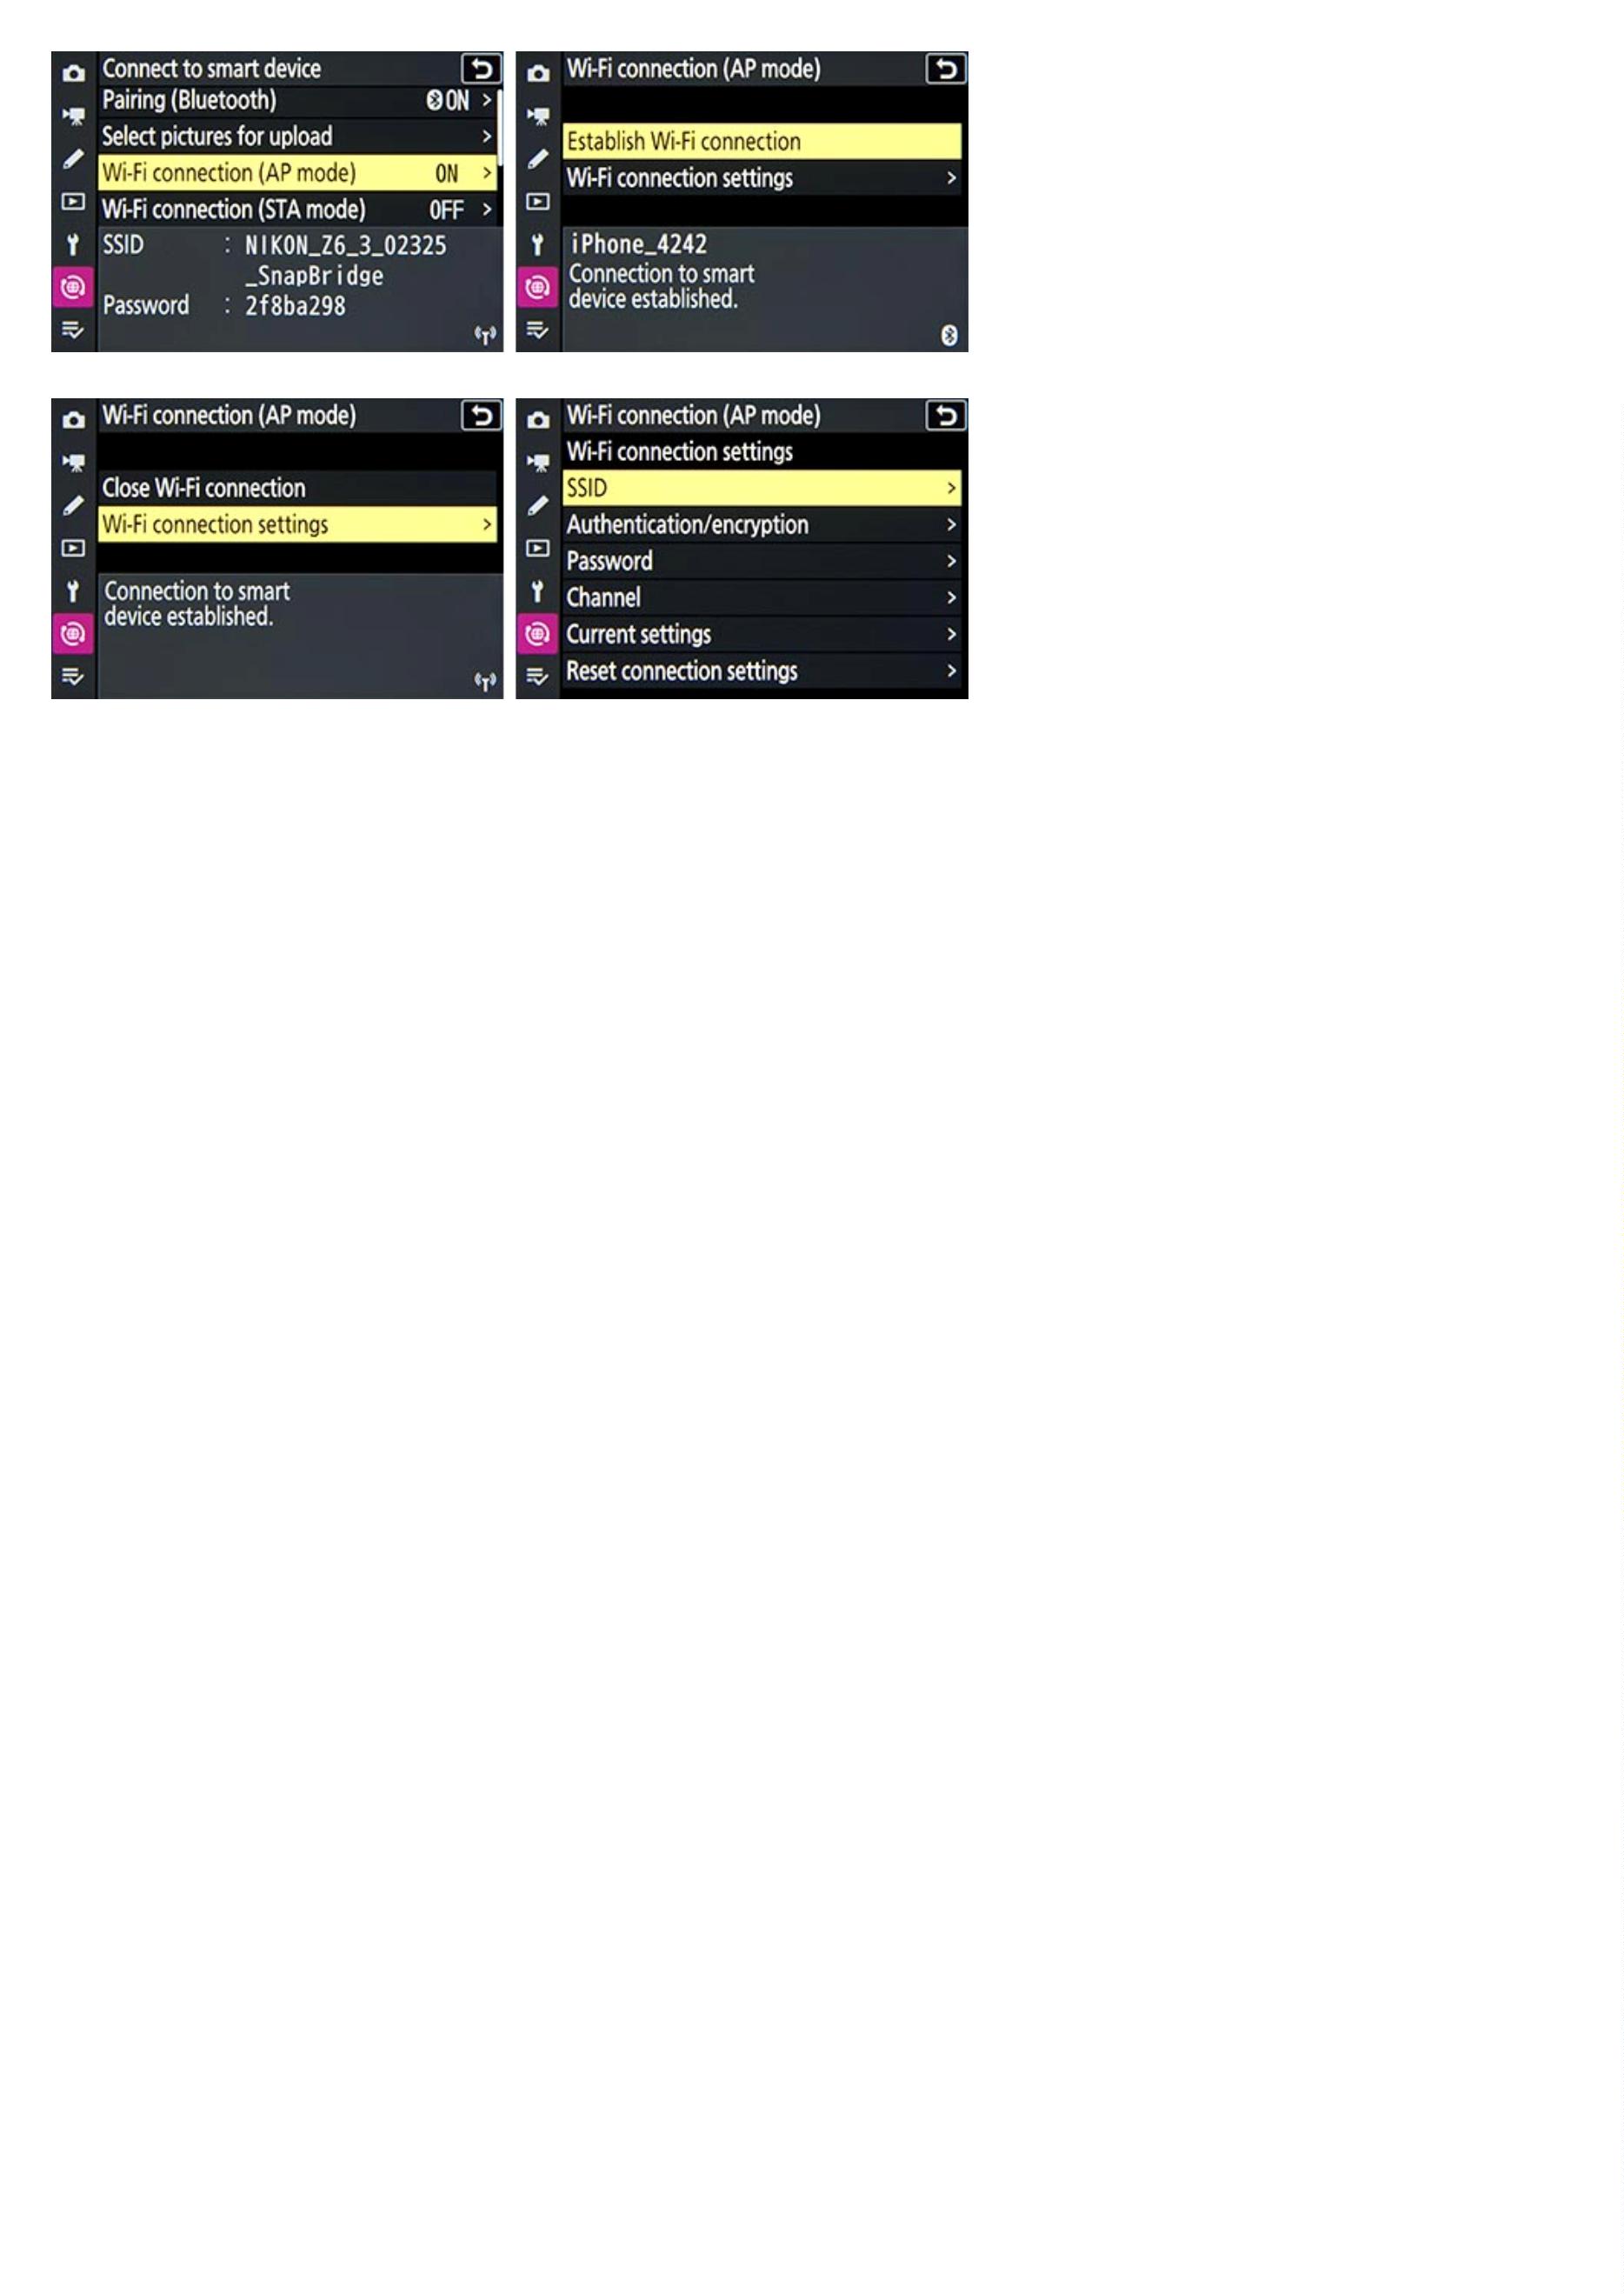 Connect to smart device
Pairing (Bluetooth) ON >
Select pictures for upload >
Wi-Fi connection (AP mode) ON >
Wi-Fi connection (STA mode) OFF >
SSID : NIKON_Z6_3_02325
_SnapBridge
Password : 2f8ba298
Wi-Fi connection (AP mode)
Establish Wi-Fi connection
Wi-Fi connection settings >
iPhone_4242
Connection to smart
device established.
Wi-Fi connection (AP mode)
Close Wi-Fi connection
Wi-Fi connection settings >
Connection to smart
device established.
Wi-Fi connection (AP mode)
Wi-Fi connection settings
SSID >
Authentication/encryption >
Password >
Channel >
Current settings >
Reset connection settings >